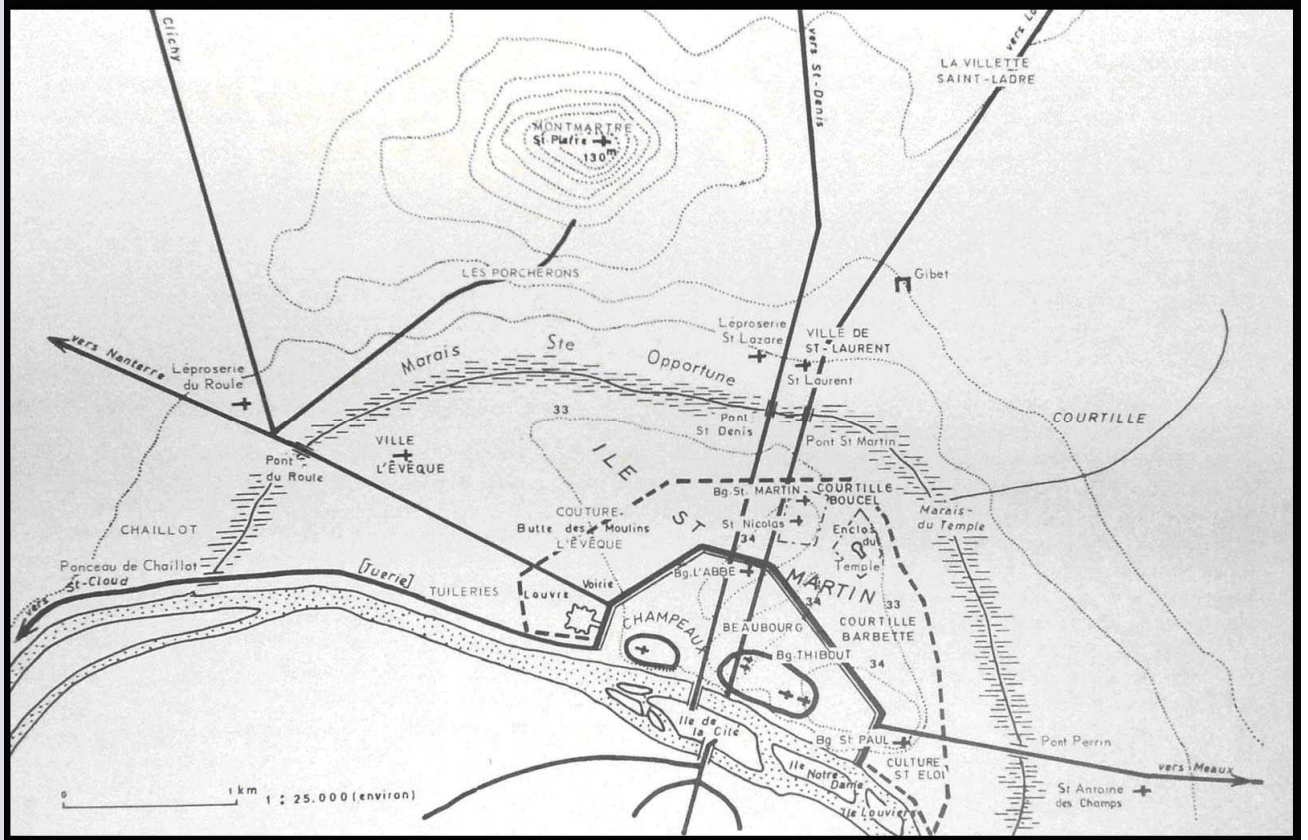 Clichy
vers St-Denis
vers
LA VILLETTE
SAINT-LADRE
MONTMARTRE
St Pierre
130m
LES PORCHERONS
Gibet
vers Nanterre
Léproserie
du Roule
Marais Ste Opportune
Léproserie
St Lazare
VILLE DE
ST-LAURENT
St Laurent
33
Pont
St Denis
Pont St Martin
COURTILLE
VILLE
L'ÉVÊQUE
Pont
du Roule
ILE ST MARTIN
Bg. St. MARTIN
COURTILLE
BOUCEL
Marais-
du Temple
CHAILLOT
COUTURE-
Butte des Moulins
L'ÉVÊQUE
St Nicolas
34
Enclos
du
Temple
Ponceau de Chaillot
vers St-Cloud
[Tuerie]
TUILERIES
Voirie
Louvre
Bg. L'ABBÉ
34
33
CHAMPEAUX
BEAUBOURG
COURTILLE
BARBETTE
Bg. THIBOUT
34
Ile de
la Cité
Bg St PAUL
Pont Perrin
CULTURE
ST ELOI
Ile Notre
Dame
Ile Louviers
vers Meaux
St Antoine
des Champs
0 1 km
1 : 25.000 (environ)